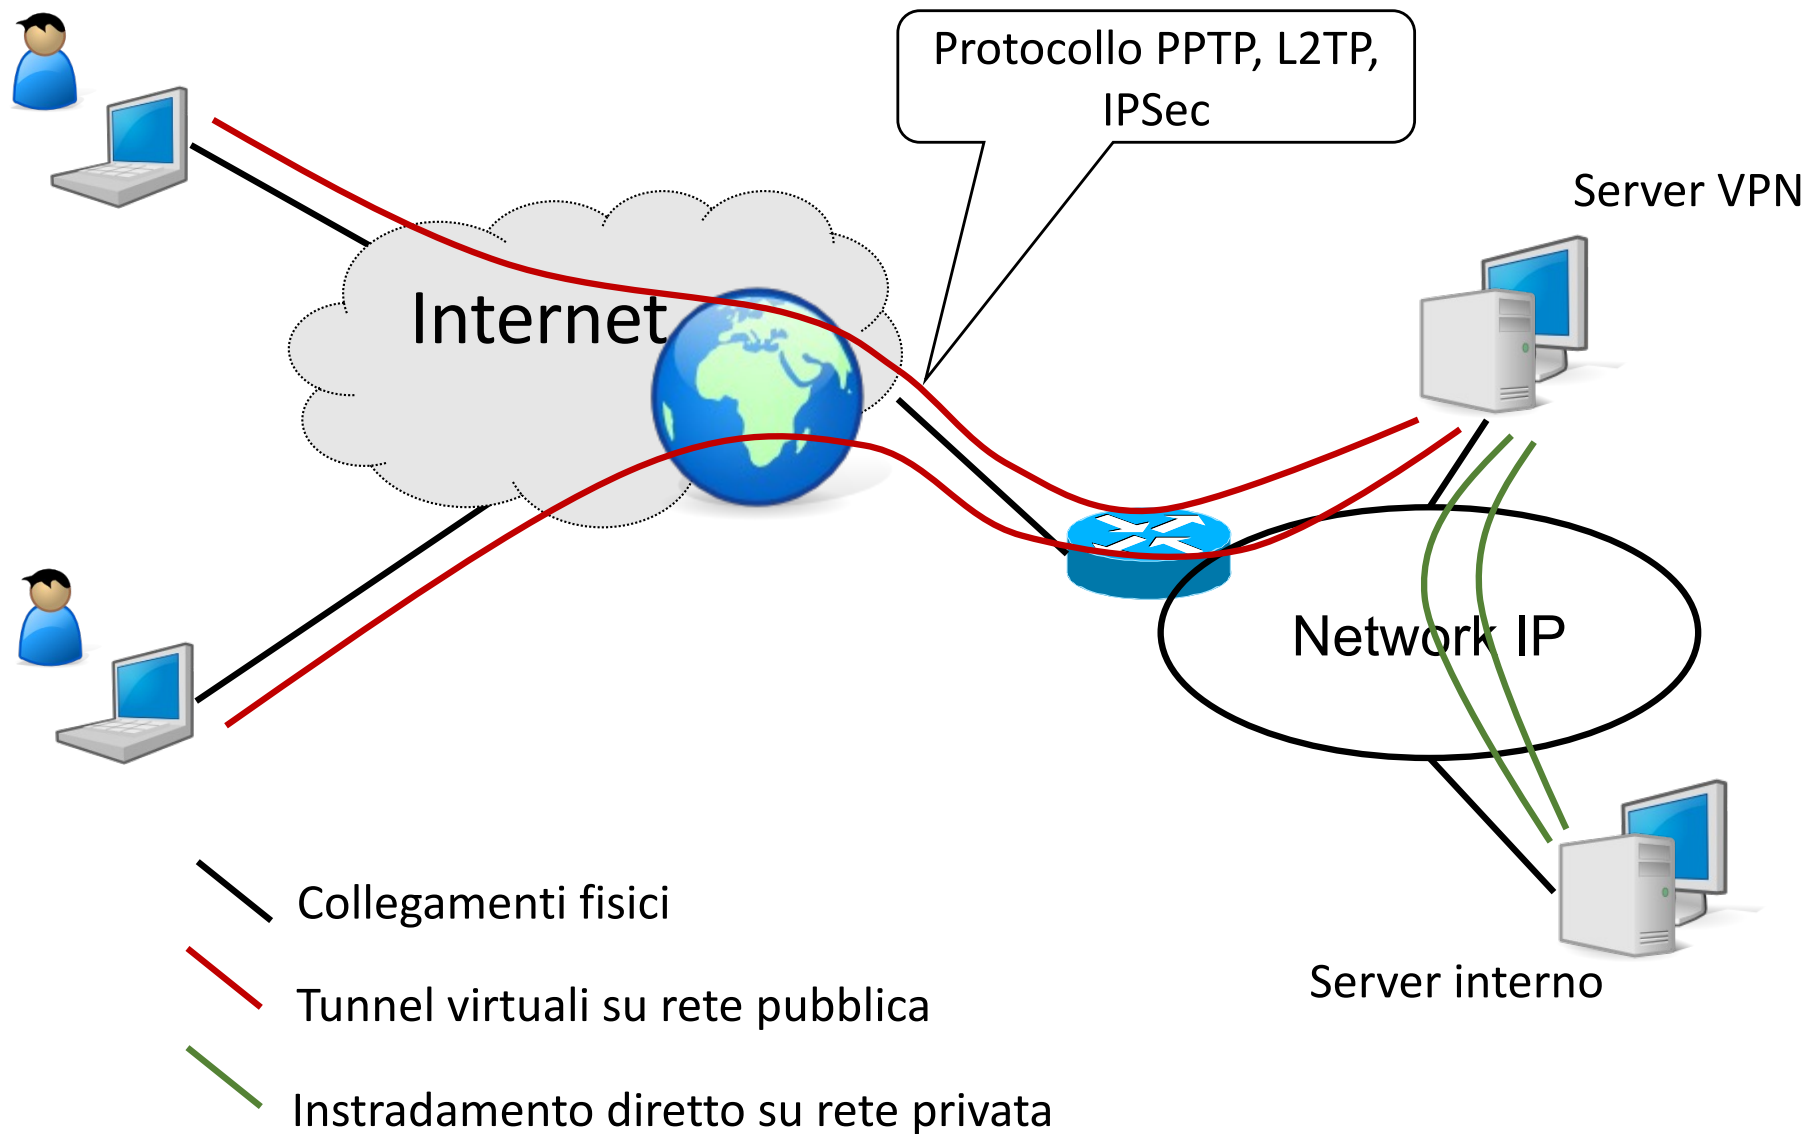 Protocollo PPTP, L2TP,
IPSec
Server VPN
Internet
Network IP
Collegamenti fisici
Server interno
Tunnel virtuali su rete pubblica
Instradamento diretto su rete privata